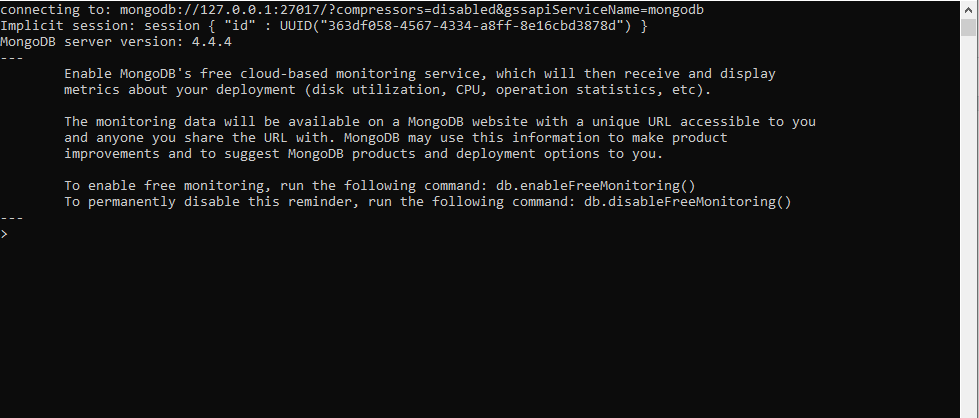 connecting to: mongodb://127.0.0.1:27017/?compressors=disabled&gssapiServiceName=mongodb
Implicit session: session { "id" : UUID("363df058-4567-4334-a8ff-8e16cbd3878d") }
MongoDB server version: 4.4.4
---
Enable MongoDB's free cloud-based monitoring service, which will then receive and display
metrics about your deployment (disk utilization, CPU, operation statistics, etc).
The monitoring data will be available on a MongoDB website with a unique URL accessible to you
and anyone you share the URL with. MongoDB may use this information to make product
improvements and to suggest MongoDB products and deployment options to you.
To enable free monitoring, run the following command: db.enableFreeMonitoring()
To permanently disable this reminder, run the following command: db.disableFreeMonitoring()
---
>